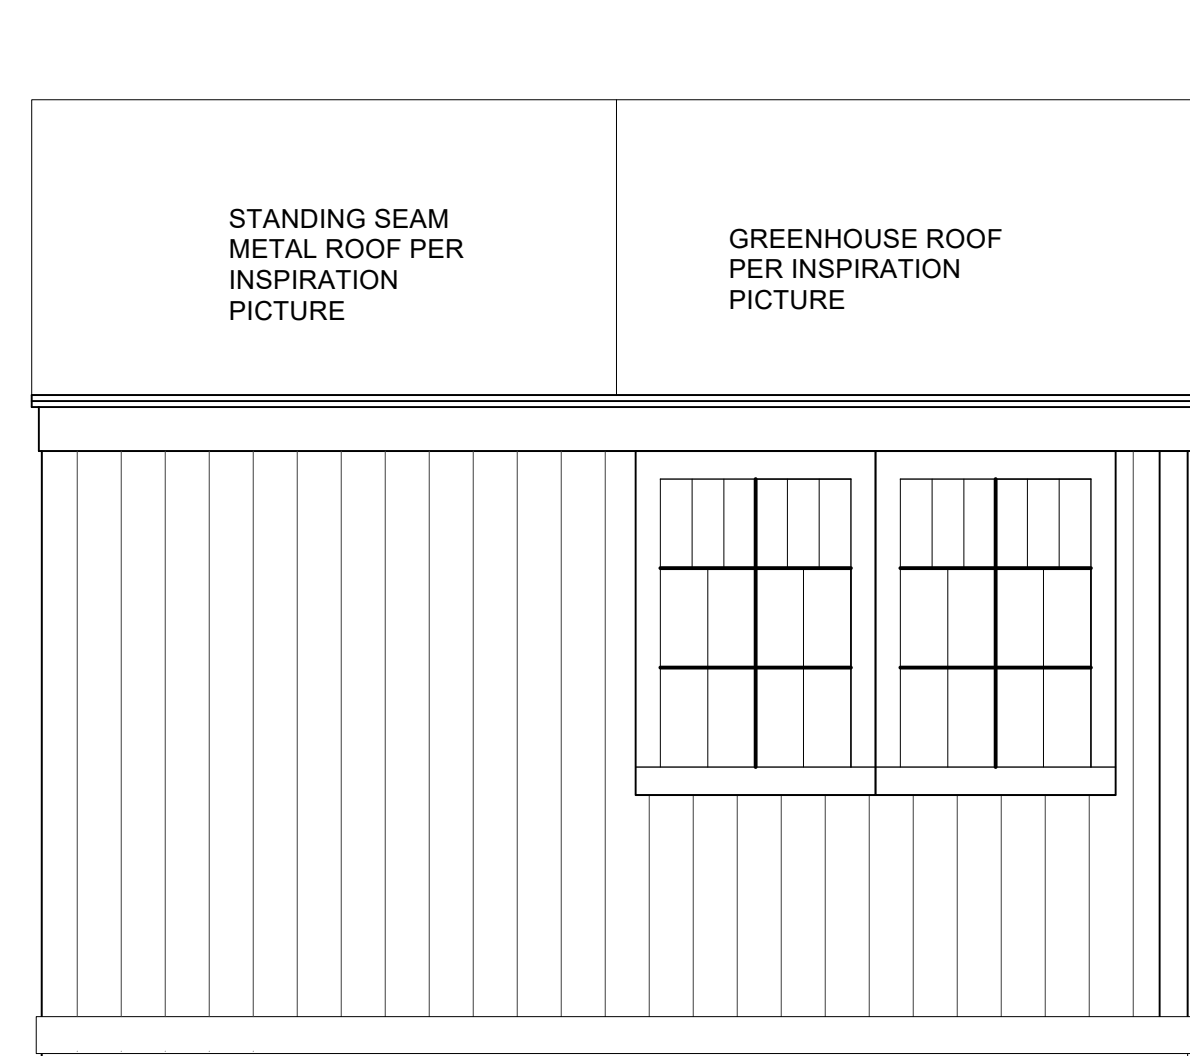 STANDING SEAM
METAL ROOF PER
INSPIRATION
PICTURE
GREENHOUSE ROOF
PER INSPIRATION
PICTURE